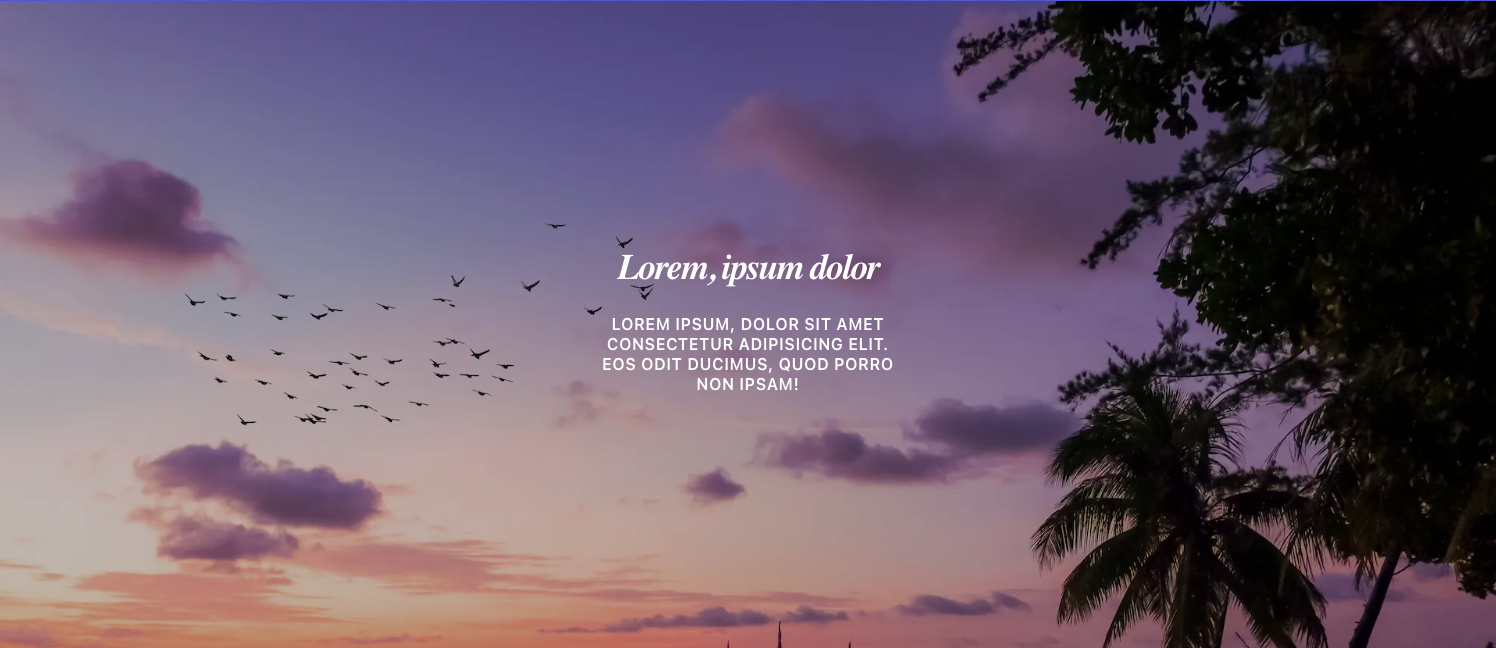 Lorem, ipsum dolor
LOREM IPSUM, DOLOR SIT AMET
CONSECTETUR ADIPISICING ELIT.
EOS ODIT DUCIMUS, QUOD PORRO
NON IPSAM!